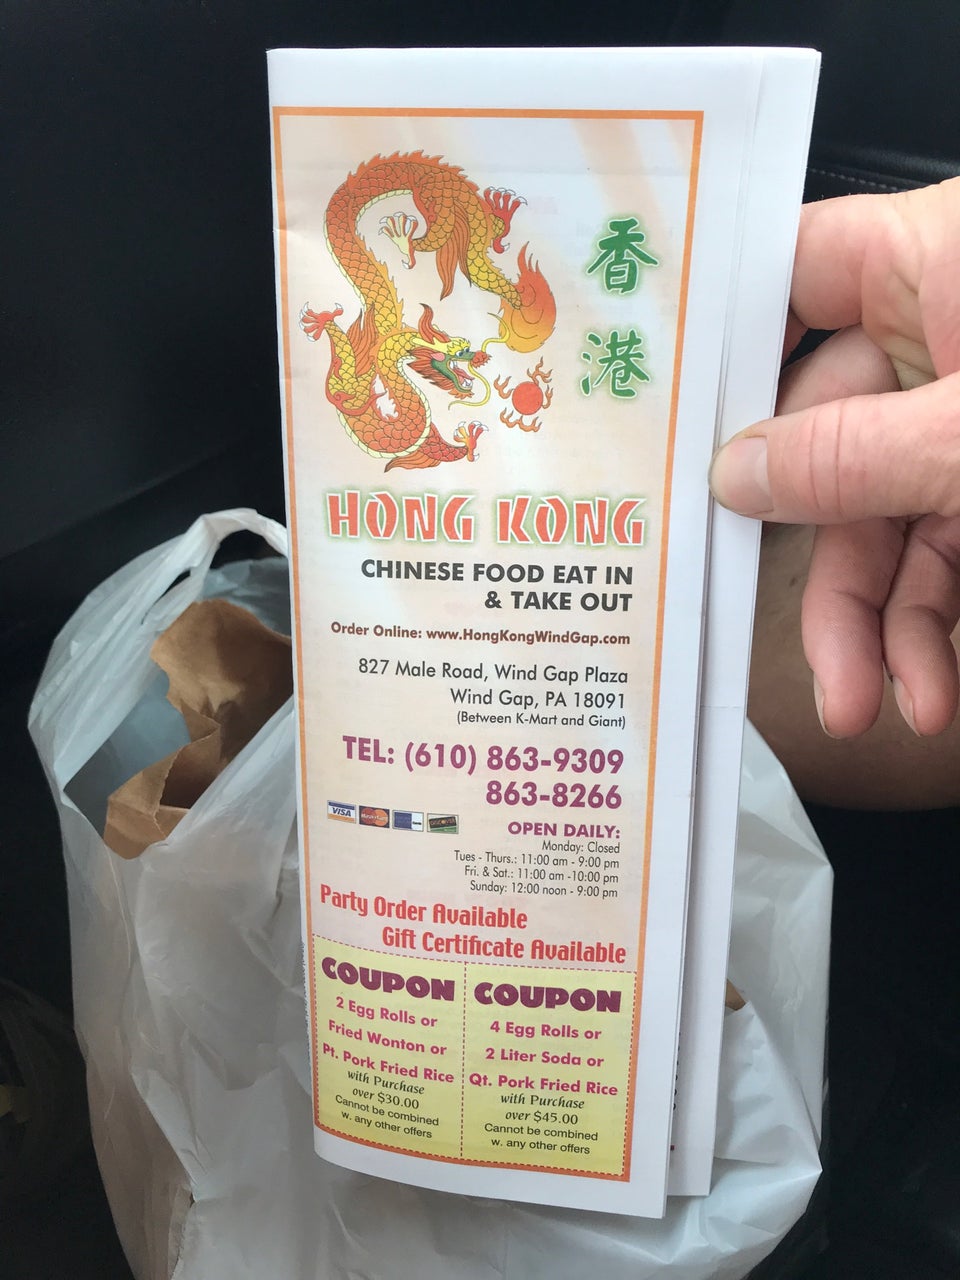 香
港
HONG KONG
CHINESE FOOD EAT IN
& TAKE OUT
Order Online: www.HongKongWindGap.com
827 Male Road, Wind Gap Plaza
Wind Gap, PA 18091
(Between K-Mart and Giant)
TEL: (610) 863-9309
863-8266
VISA MasterCard DISCOVER
OPEN DAILY:
Monday: Closed
Tues - Thurs.: 11:00 am - 9:00 pm
Fri. & Sat.: 11:00 am -10:00 pm
Sunday: 12:00 noon - 9:00 pm
Party Order Available
Gift Certificate Available
COUPON
2 Egg Rolls or
Fried Wonton or
Pt. Pork Fried Rice
with Purchase
over $30.00
Cannot be combined
w. any other offers
COUPON
4 Egg Rolls or
2 Liter Soda or
Qt. Pork Fried Rice
with Purchase
over $45.00
Cannot be combined
w. any other offers